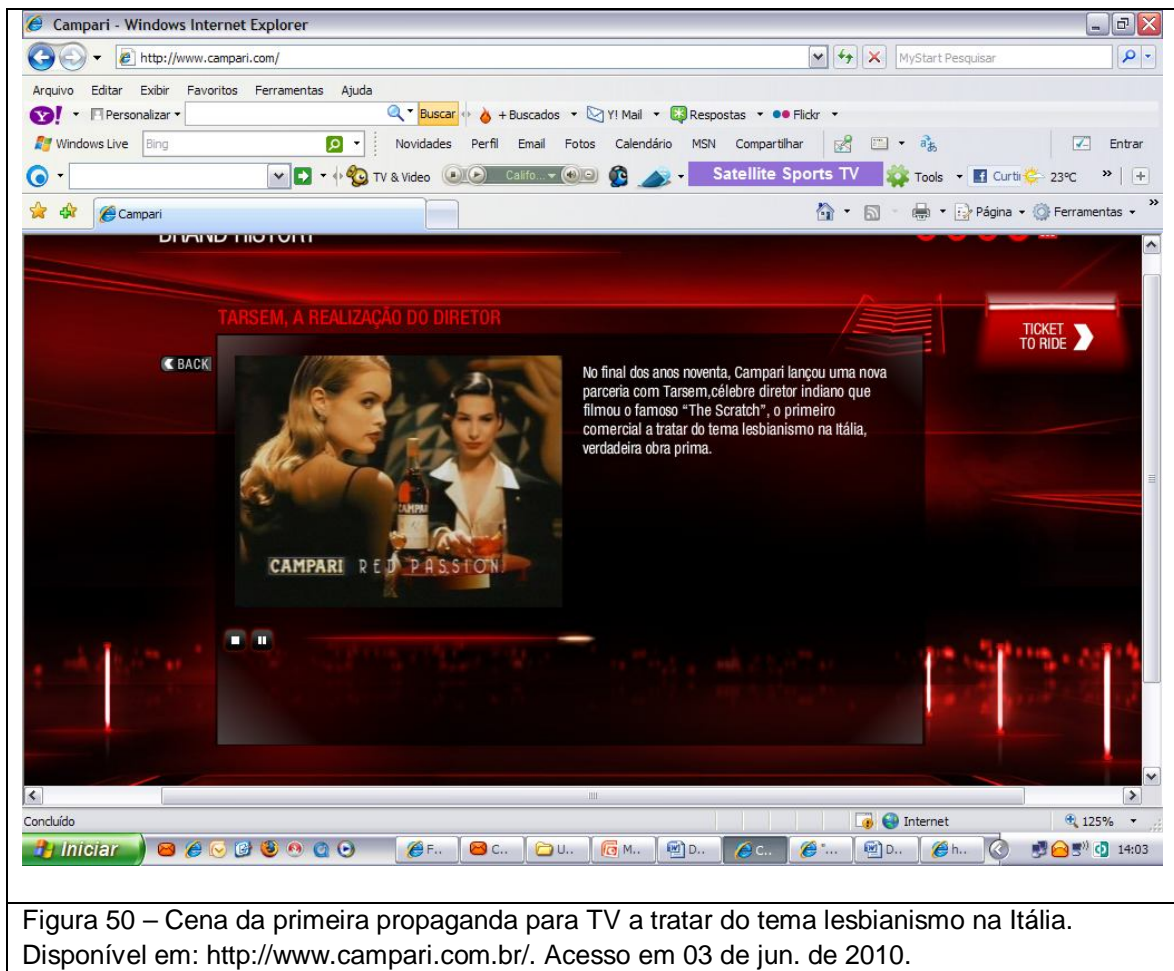 Campari - Windows Internet Explorer
http://www.campari.com/
MyStart Pesquisar
Arquivo Editar Exibir Favoritos Ferramentas Ajuda
Y! Personalizar Buscar + Buscados Y! Mail Respostas Flickr
Windows Live Bing Novidades Perfil Email Fotos Calendário MSN Compartilhar Entrar
TV & Video Califo... Satellite Sports TV Tools Curti 23°C »
Campari Página Ferramentas »
BRAND HISTORY
TARSEM, A REALIZAÇÃO DO DIRETOR
TICKET
TO RIDE
BACK
No final dos anos noventa, Campari lançou uma nova
parceria com Tarsem,célebre diretor indiano que
filmou o famoso “The Scratch”, o primeiro
comercial a tratar do tema lesbianismo na Itália,
verdadeira obra prima.
CAMPARI
CAMPARI RED PASSION
Concluído Internet 125%
Iniciar F.. C.. U.. M.. D.. C.. ".. D.. h.. 14:03
Figura 50 – Cena da primeira propaganda para TV a tratar do tema lesbianismo na Itália.
Disponível em: http://www.campari.com.br/. Acesso em 03 de jun. de 2010.